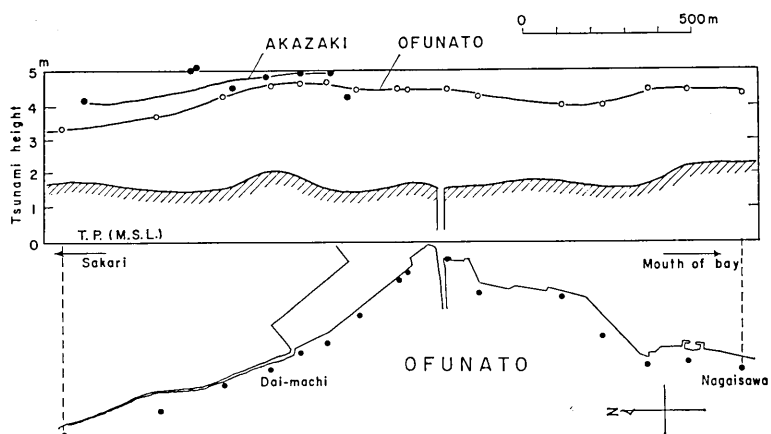 0 500 m
m
AKAZAKI OFUNATO
5
4
3
2
1
0
Tsunami height
T.P. (M.S.L.)
Sakari
Mouth of bay
Dai-machi
OFUNATO
Nagaisawa
N